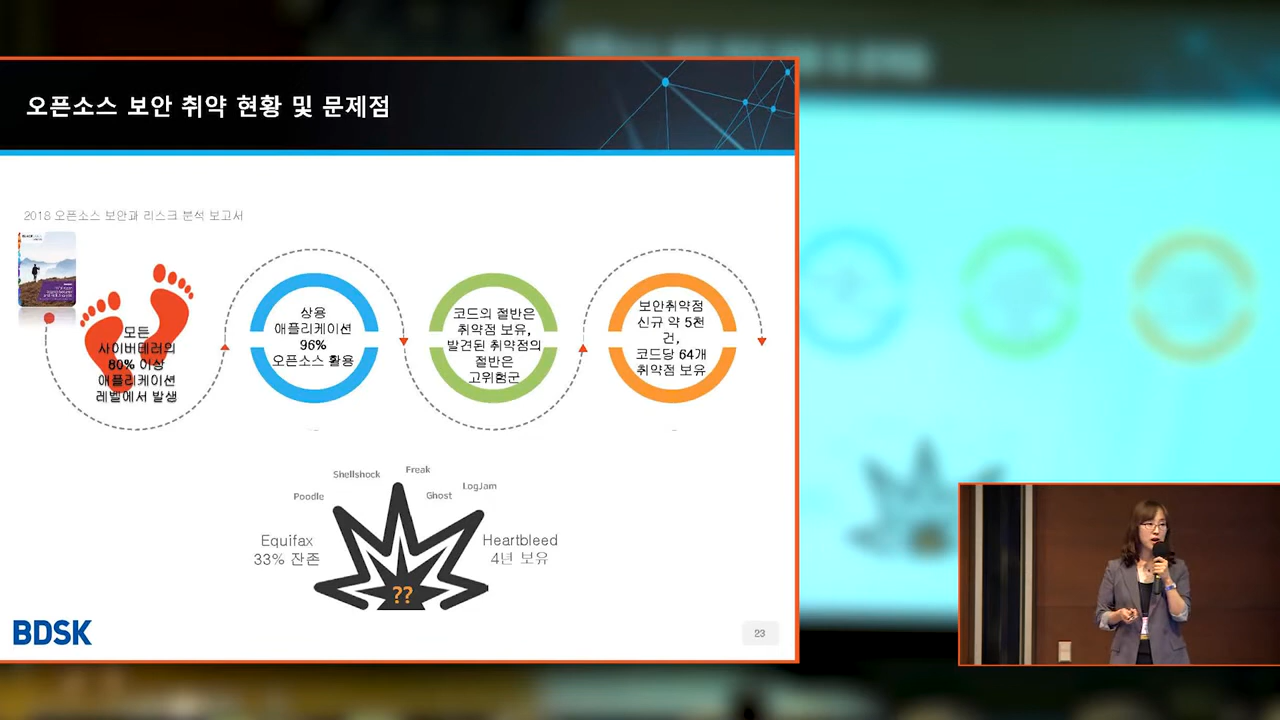 오픈소스 보안 취약 현황 및 문제점
2018 오픈소스 보안과 리스크 분석 보고서
모든
사이버테러의
80% 이상
애플리케이션
레벨에서 발생
상용
애플리케이션
96%
오픈소스 활용
코드의 절반은
취약점 보유,
발견된 취약점의
절반은
고위험군
보안취약점
신규 약 5천
건,
코드당 64개
취약점 보유
Shellshock
Freak
Poodle
Ghost
LogJam
Equifax
33% 잔존
Heartbleed
4년 보유
??
BDSK
23